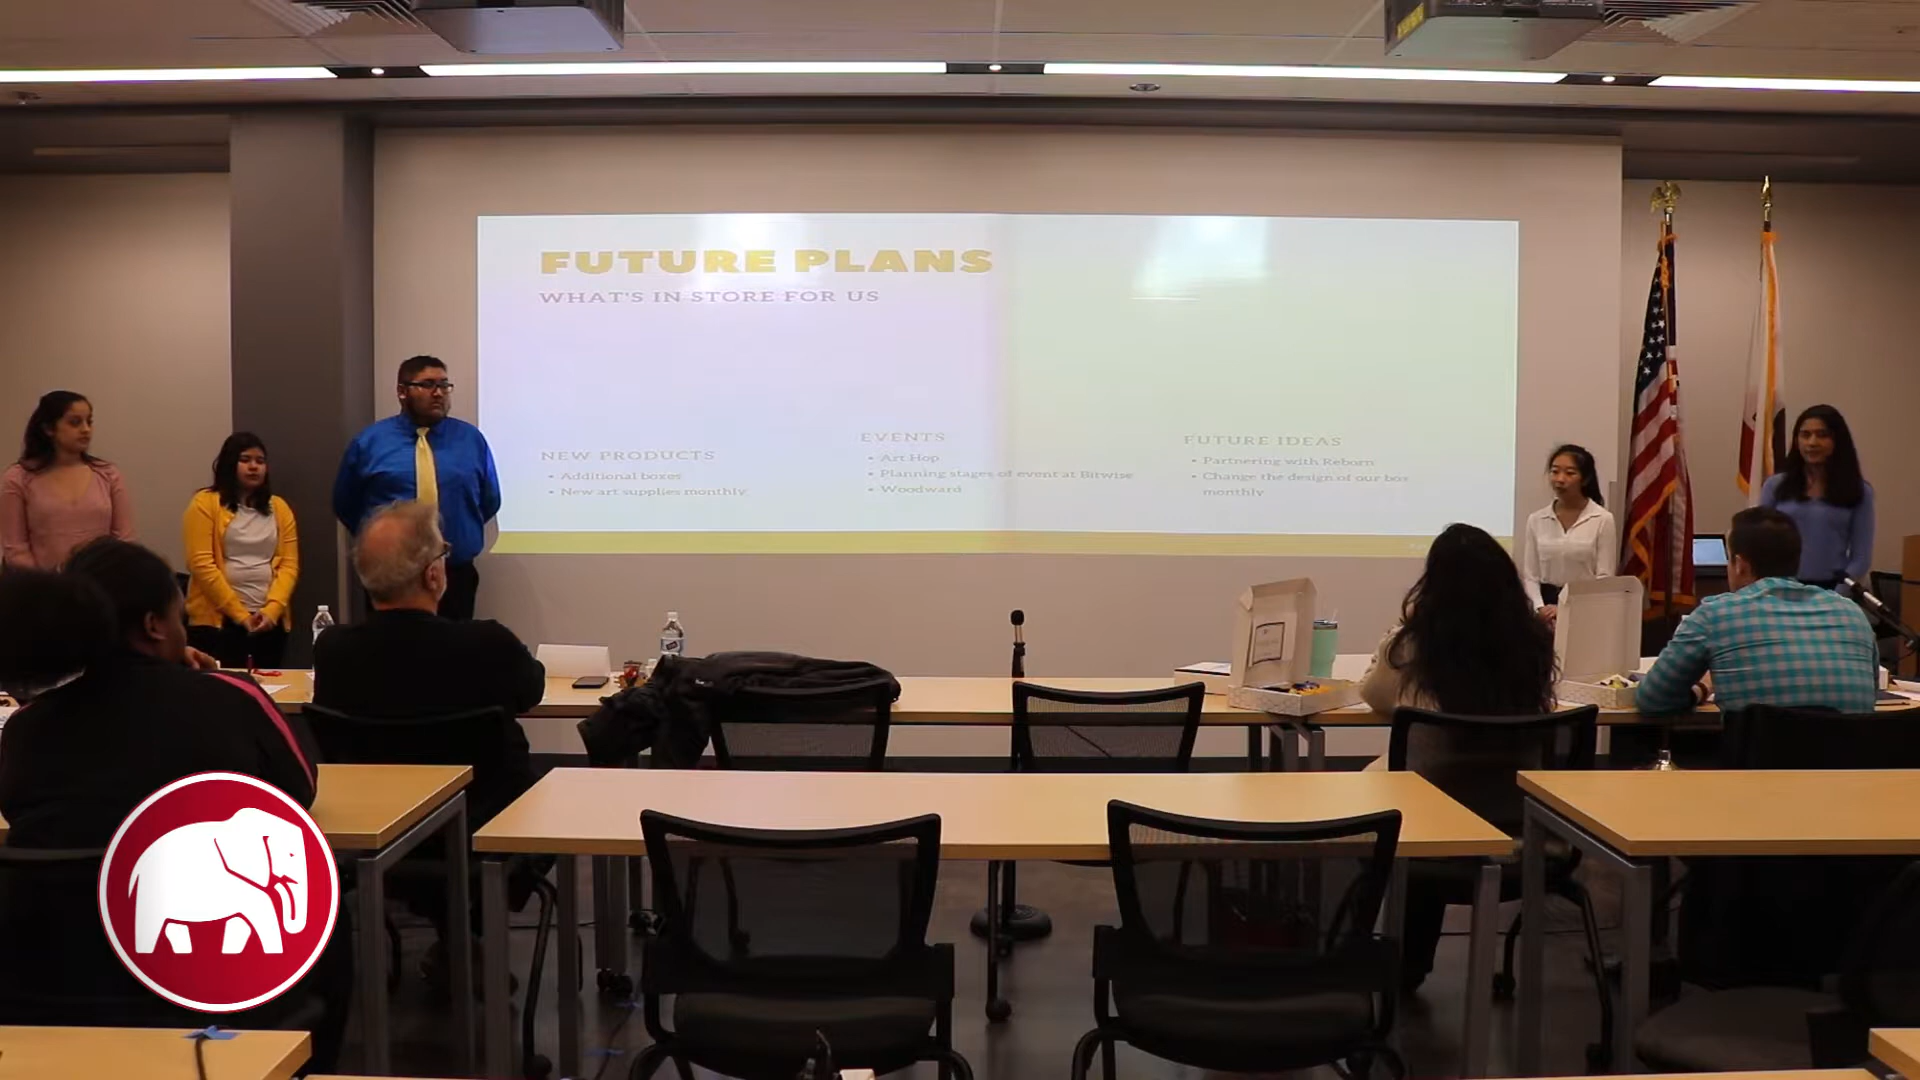 FUTURE PLANS
WHAT'S IN STORE FOR US
NEW PRODUCTS
• Additional boxes
• New art supplies monthly
EVENTS
• Art Hop
• Planning stages of event at Bitwise
• Woodward
FUTURE IDEAS
• Partnering with Reborn
• Change the design of our box
monthly